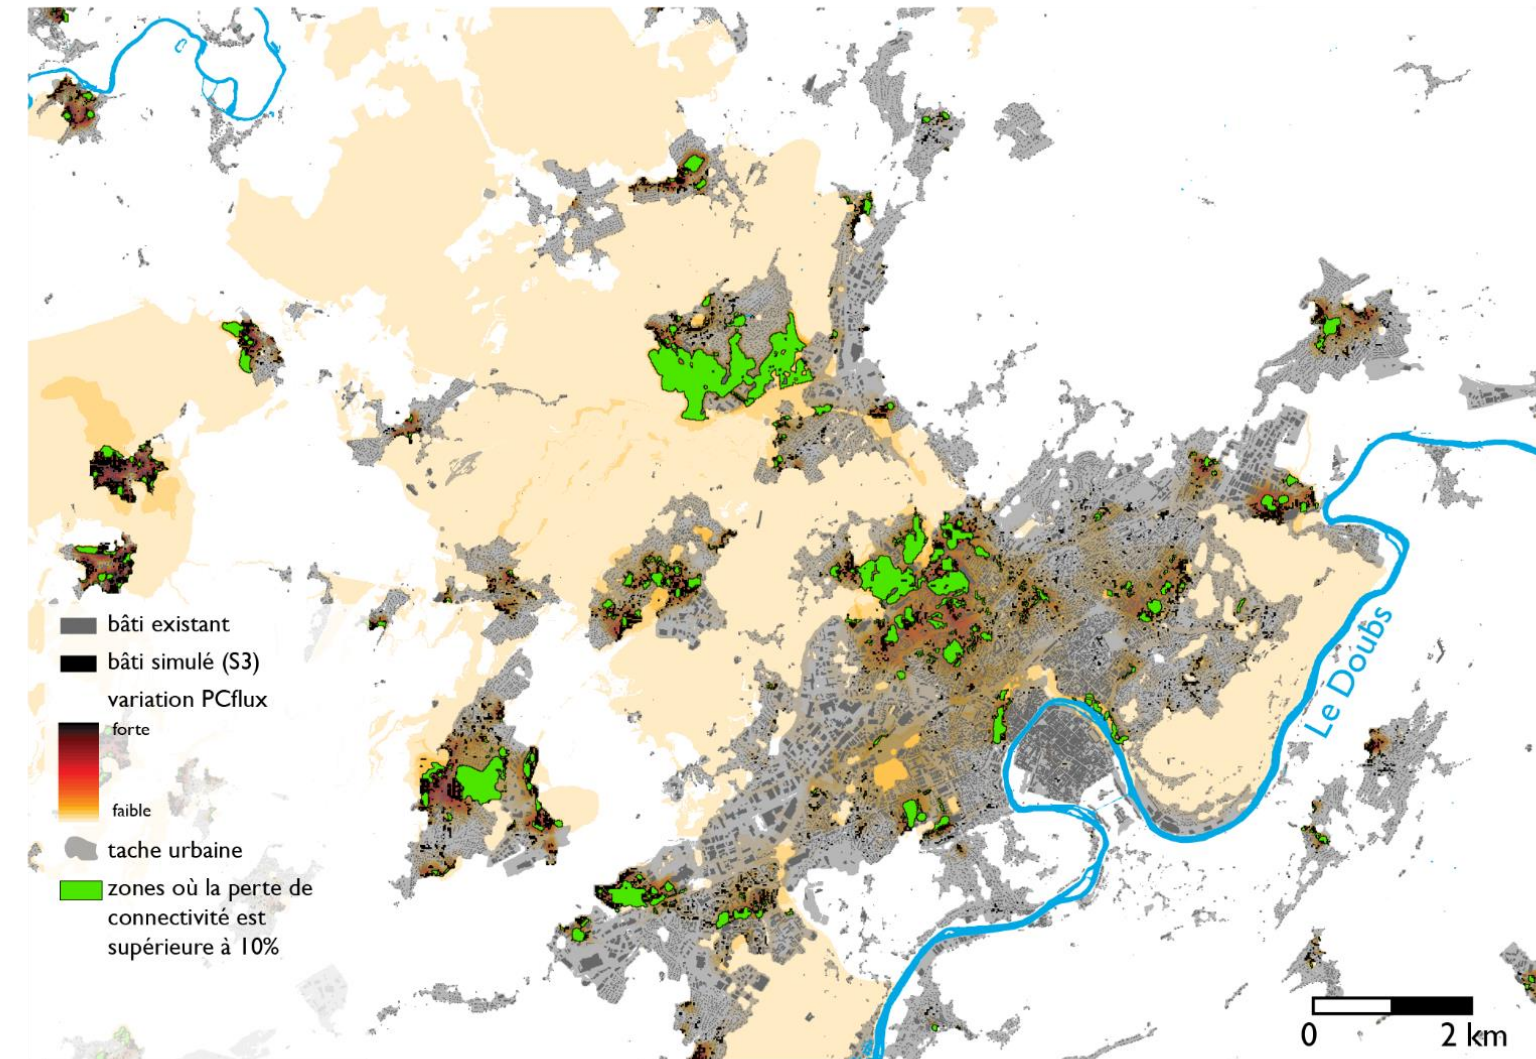 bâti existant
bâti simulé (S3)
variation PCflux
forte
faible
tache urbaine
zones où la perte de
connectivité est
supérieure à 10%
Le Doubs
0 2 km